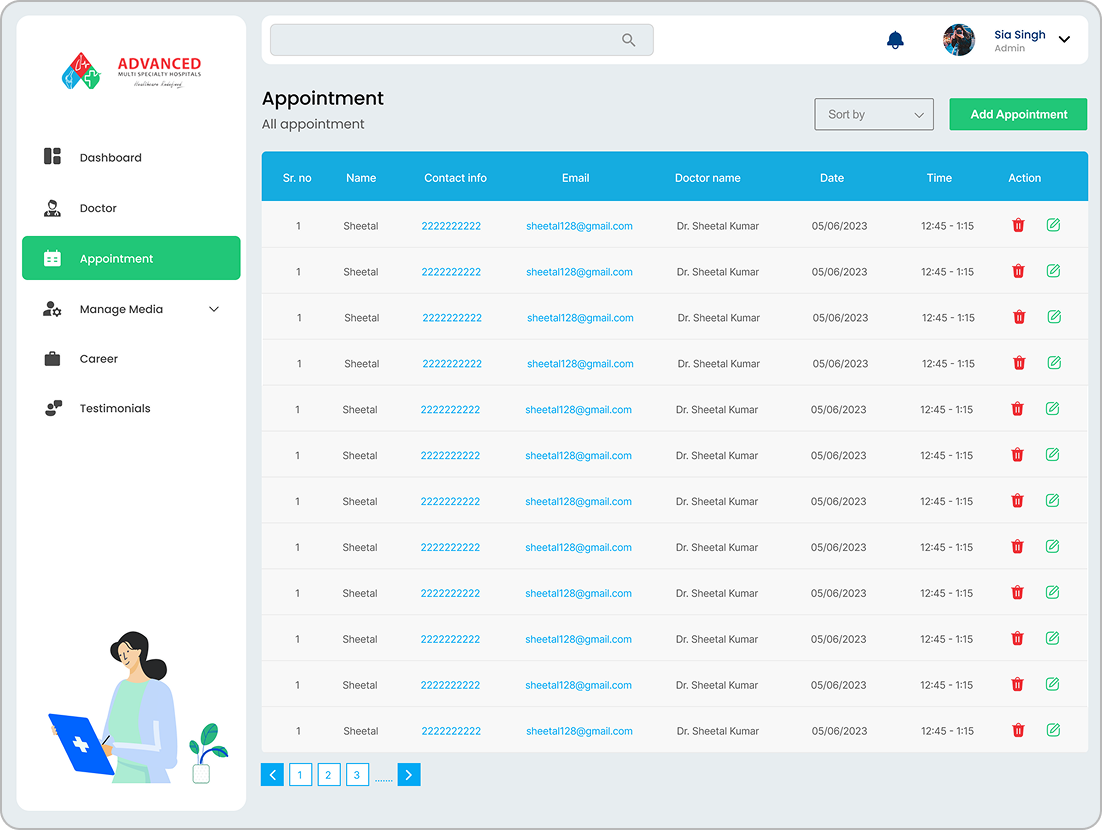 ADVANCED
MULTI SPECIALTY HOSPITALS
Healthcare Redefined
Dashboard
Doctor
Appointment
Manage Media
Career
Testimonials
Sia Singh
Admin
Appointment
All appointment
Sort by
Add Appointment
Sr. no Name Contact info Email Doctor name Date Time Action
1 Sheetal 2222222222 sheetal128@gmail.com Dr. Sheetal Kumar 05/06/2023 12:45 - 1:15
1 Sheetal 2222222222 sheetal128@gmail.com Dr. Sheetal Kumar 05/06/2023 12:45 - 1:15
1 Sheetal 2222222222 sheetal128@gmail.com Dr. Sheetal Kumar 05/06/2023 12:45 - 1:15
1 Sheetal 2222222222 sheetal128@gmail.com Dr. Sheetal Kumar 05/06/2023 12:45 - 1:15
1 Sheetal 2222222222 sheetal128@gmail.com Dr. Sheetal Kumar 05/06/2023 12:45 - 1:15
1 Sheetal 2222222222 sheetal128@gmail.com Dr. Sheetal Kumar 05/06/2023 12:45 - 1:15
1 Sheetal 2222222222 sheetal128@gmail.com Dr. Sheetal Kumar 05/06/2023 12:45 - 1:15
1 Sheetal 2222222222 sheetal128@gmail.com Dr. Sheetal Kumar 05/06/2023 12:45 - 1:15
1 Sheetal 2222222222 sheetal128@gmail.com Dr. Sheetal Kumar 05/06/2023 12:45 - 1:15
1 Sheetal 2222222222 sheetal128@gmail.com Dr. Sheetal Kumar 05/06/2023 12:45 - 1:15
1 Sheetal 2222222222 sheetal128@gmail.com Dr. Sheetal Kumar 05/06/2023 12:45 - 1:15
1 Sheetal 2222222222 sheetal128@gmail.com Dr. Sheetal Kumar 05/06/2023 12:45 - 1:15
1 2 3 .......